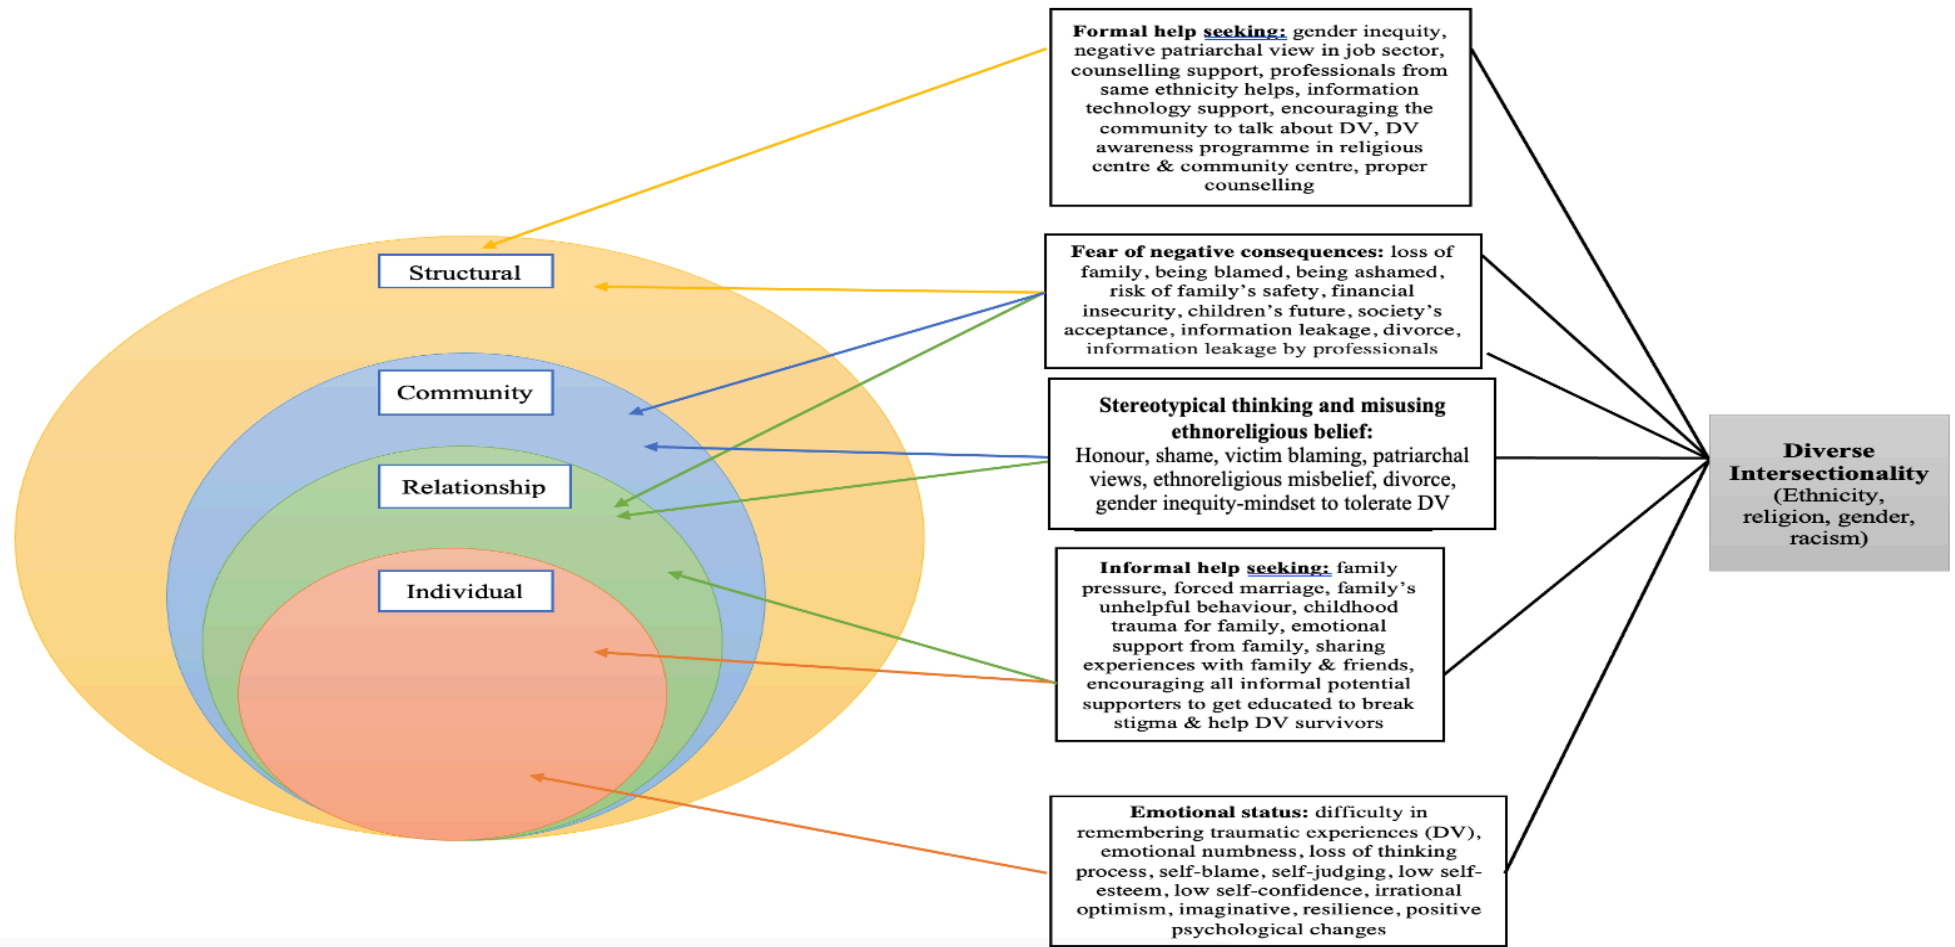 Formal help seeking: gender inequity,
negative patriarchal view in job sector,
counselling support, professionals from
same ethnicity helps, information
technology support, encouraging the
community to talk about DV, DV
awareness programme in religious
centre & community centre, proper
counselling
Structural
Fear of negative consequences: loss of
family, being blamed, being ashamed,
risk of family's safety, financial
insecurity, children's future, society's
acceptance, information leakage, divorce,
information leakage by professionals
Community
Stereotypical thinking and misusing
ethnoreligious belief:
Honour, shame, victim blaming, patriarchal
views, ethnoreligious misbelief, divorce,
gender inequity-mindset to tolerate DV
Relationship
Diverse
Intersectionality
(Ethnicity,
religion, gender,
racism)
Individual
Informal help seeking: family
pressure, forced marriage, family's
unhelpful behaviour, childhood
trauma for family, emotional
support from family, sharing
experiences with family & friends,
encouraging all informal potential
supporters to get educated to break
stigma & help DV survivors
Emotional status: difficulty in
remembering traumatic experiences (DV),
emotional numbness, loss of thinking
process, self-blame, self-judging, low self-
esteem, low self-confidence, irrational
optimism, imaginative, resilience, positive
psychological changes